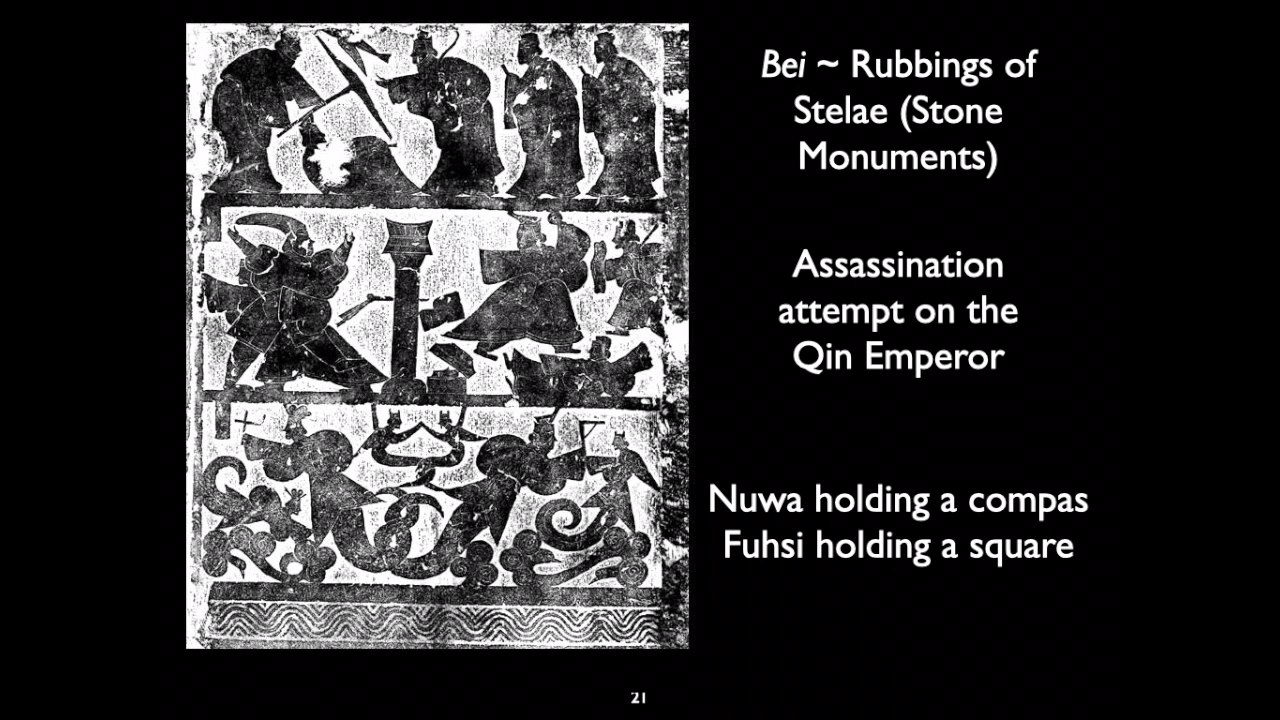 Bei ~ Rubbings of
Stelae (Stone
Monuments)
Assassination
attempt on the
Qin Emperor
Nuwa holding a compas
Fuhsi holding a square
21